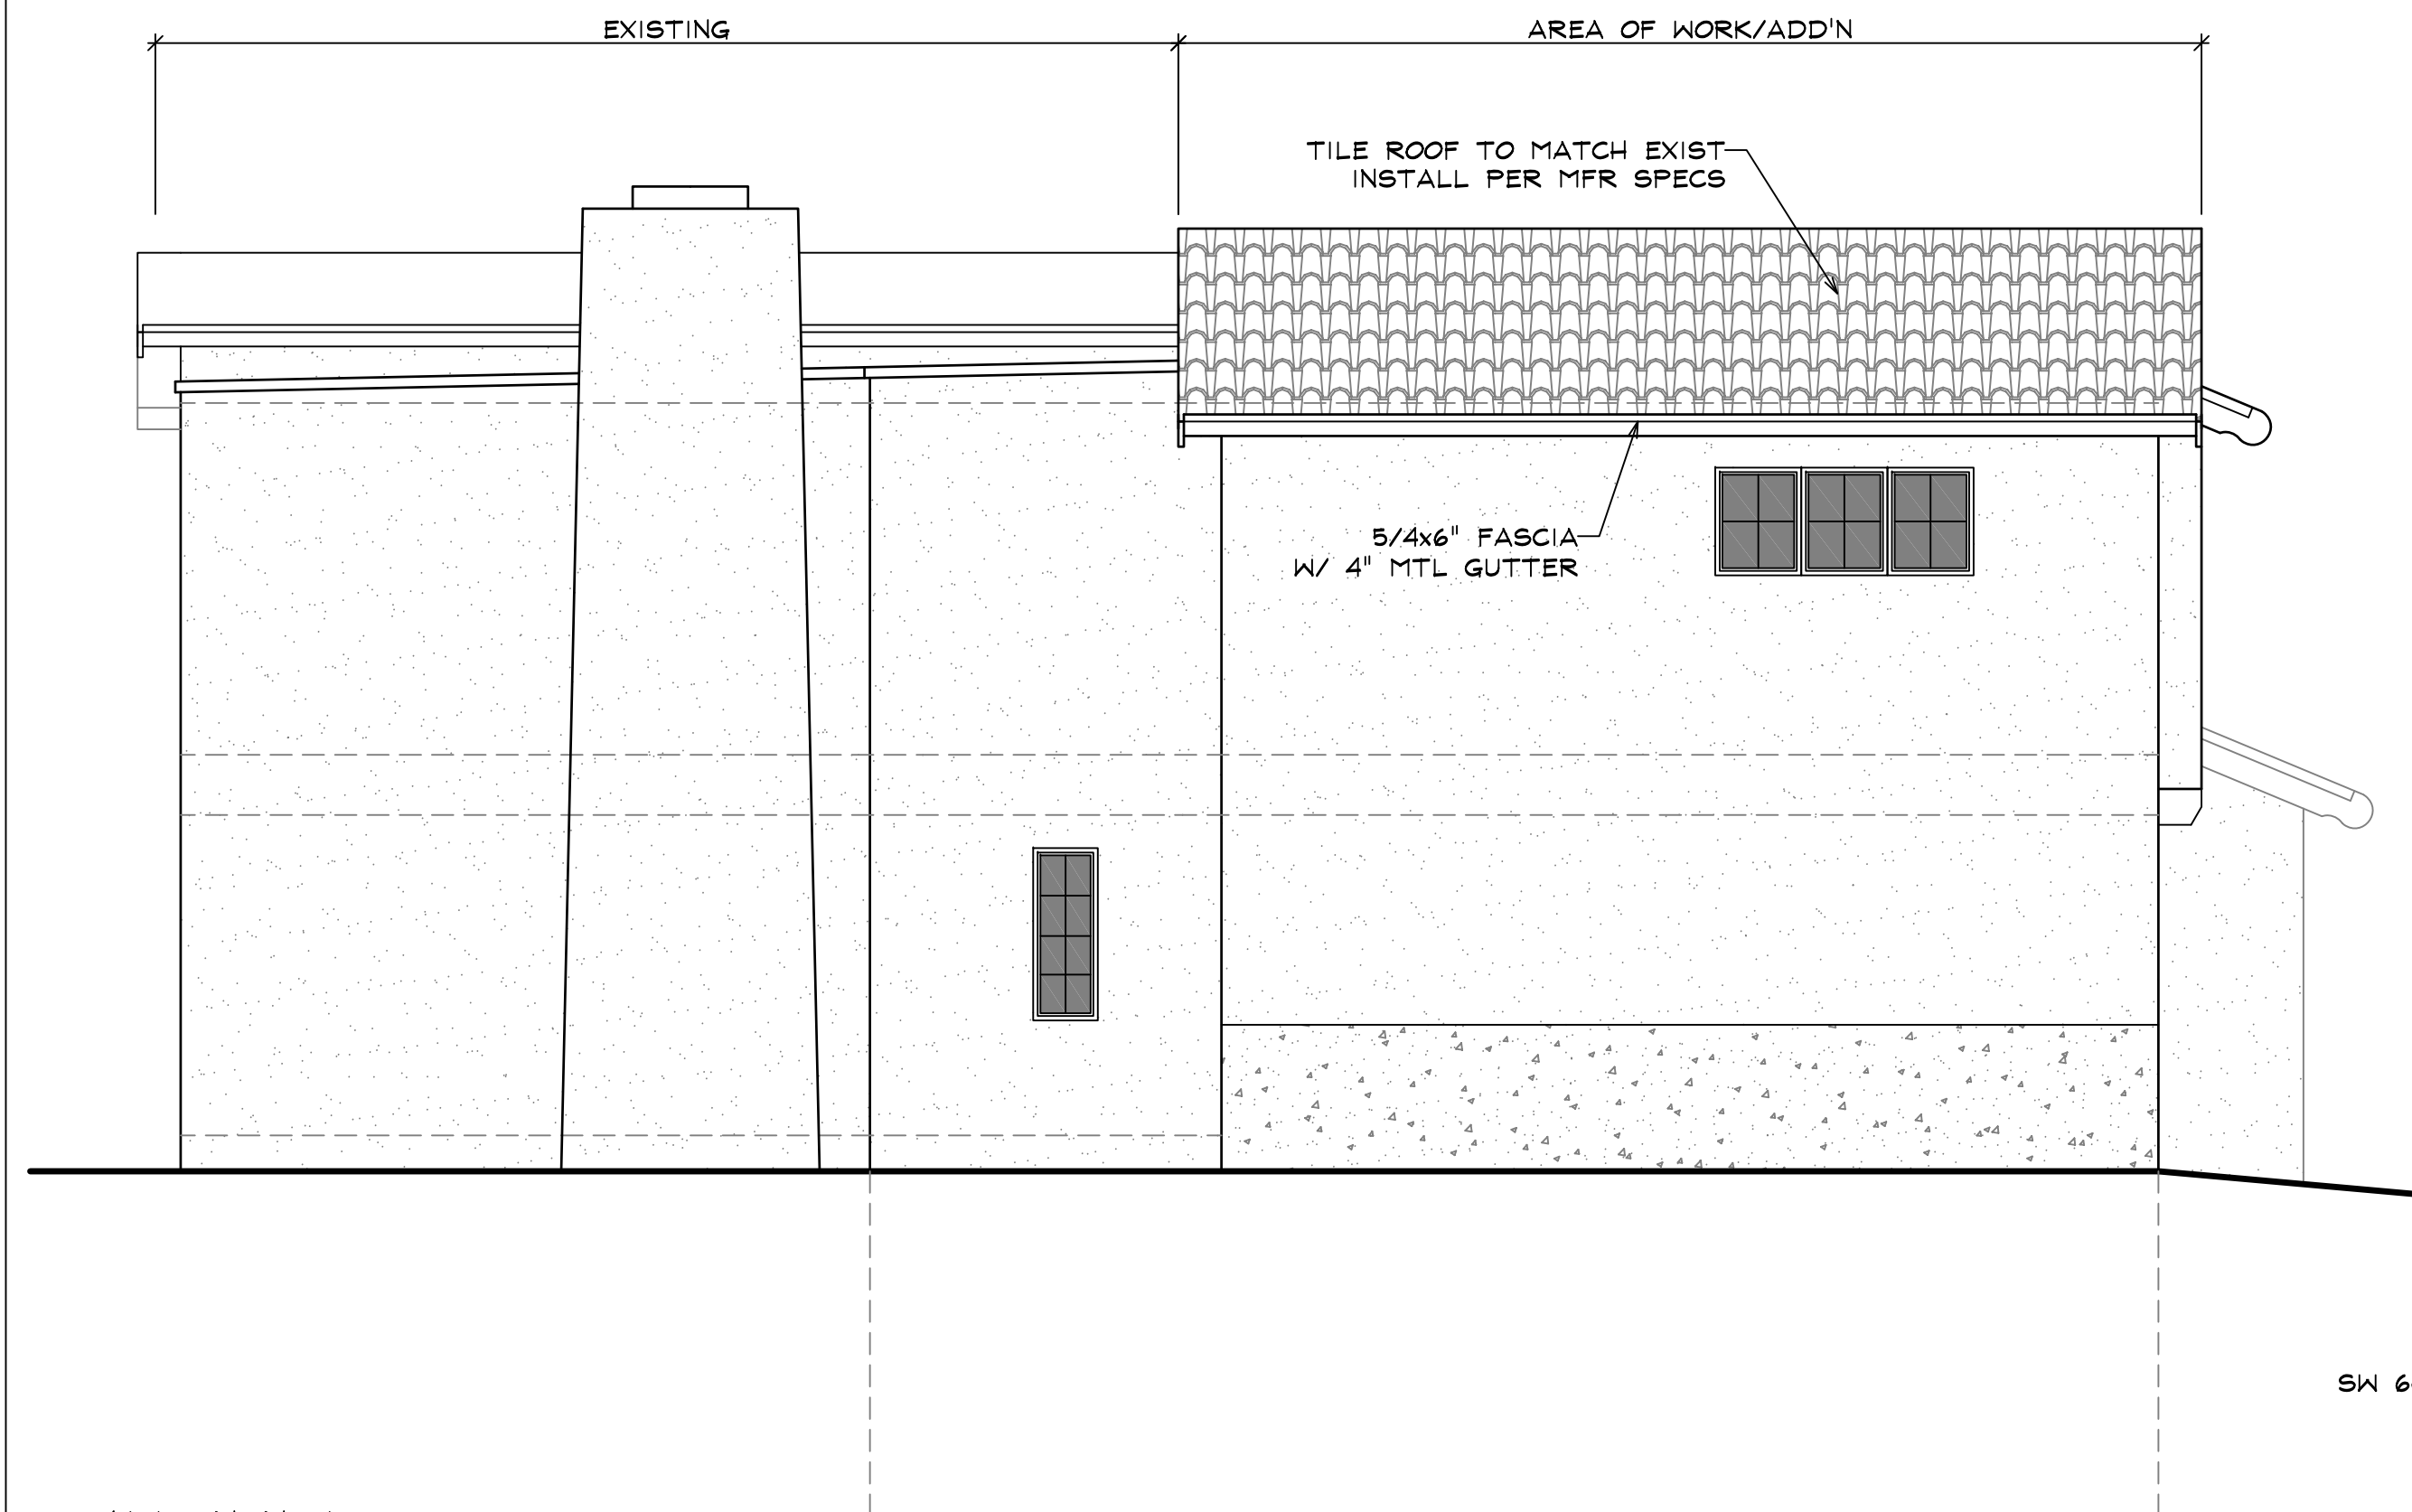 EXISTING
AREA OF WORK/ADD'N
TILE ROOF TO MATCH EXIST
INSTALL PER MFR SPECS
5/4x6" FASCIA
W/ 4" MTL GUTTER
SW